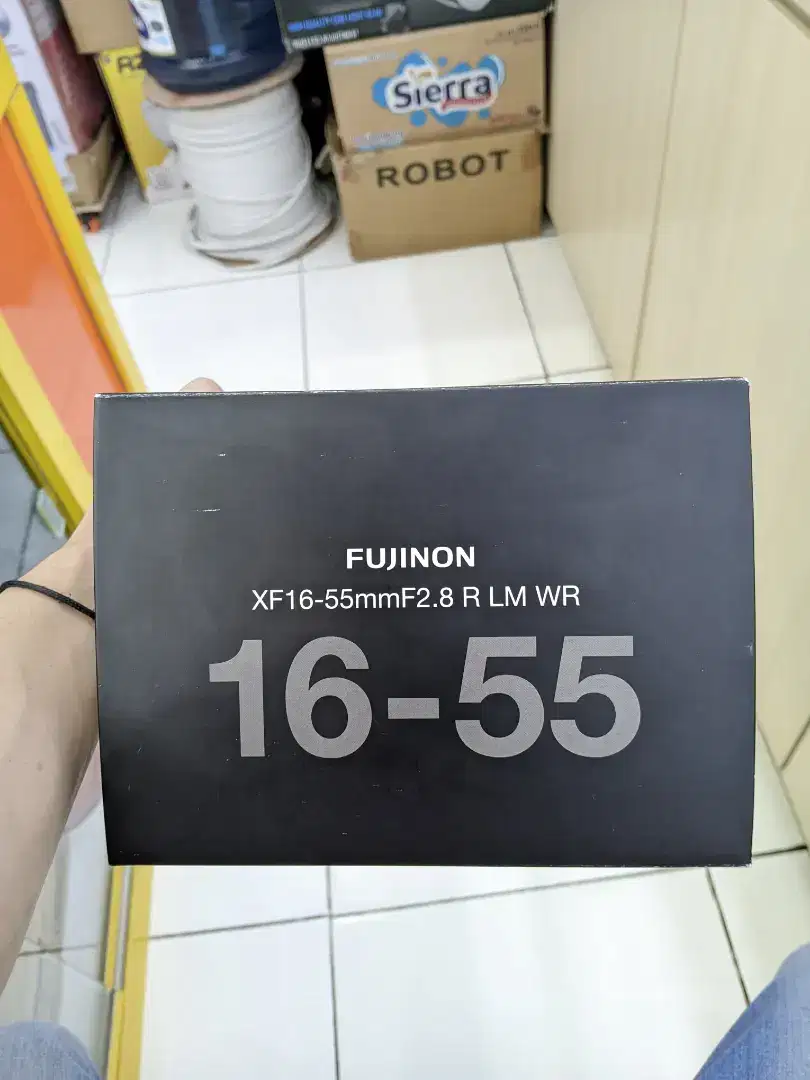 Sierra
ROBOT
FUJINON
XF16-55mmF2.8 R LM WR
16-55